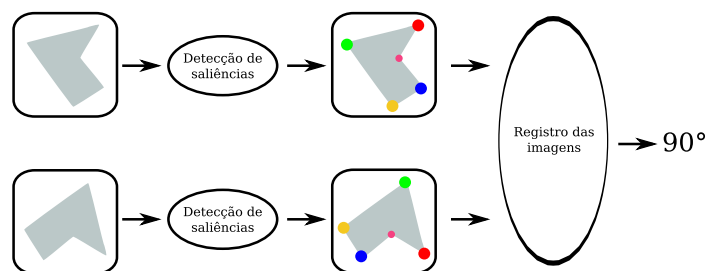 Detecção de
saliências
Registro das
imagens
90°
Detecção de
saliências